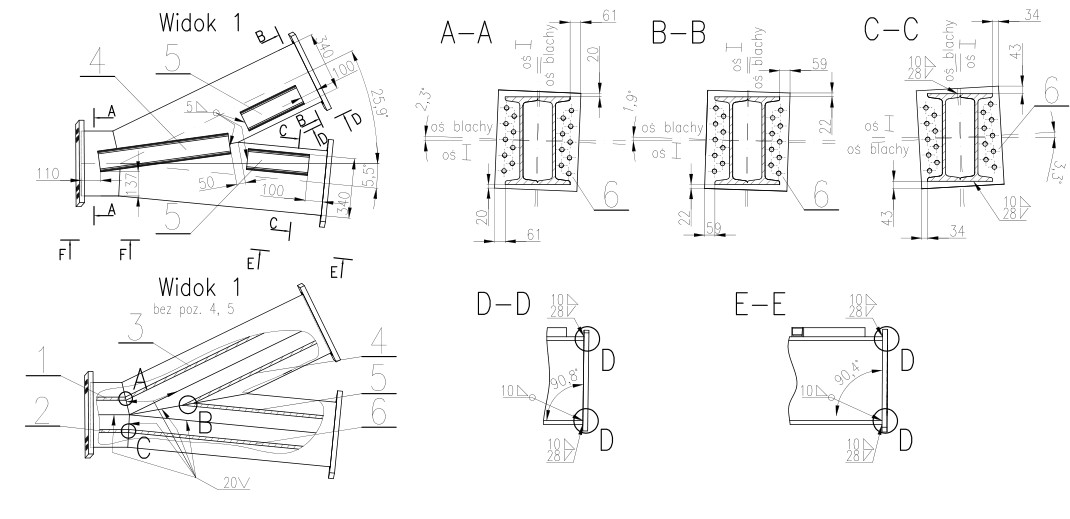 Widok 1
4
5
B
340
100
25,9°
5
A
B
D
D
C
110
137
50
100
5,5°
340
A
5
C
F
F
E
E
A-A
oś I
oś blachy
61
20
2,3°
oś blachy
oś I
20
61
6
B-B
oś I
oś blachy
59
22
1,9°
oś blachy
oś I
22
59
6
C-C
10
28
oś blachy
oś I
34
43
6
oś I
oś blachy
3,3°
10
28
43
34
Widok 1
bez poz. 4, 5
3
1
4
A
5
2
B
6
C
20
D-D
10
28
D
90.8°
10
D
10
28
E-E
10
28
D
90.4°
10
D
10
28